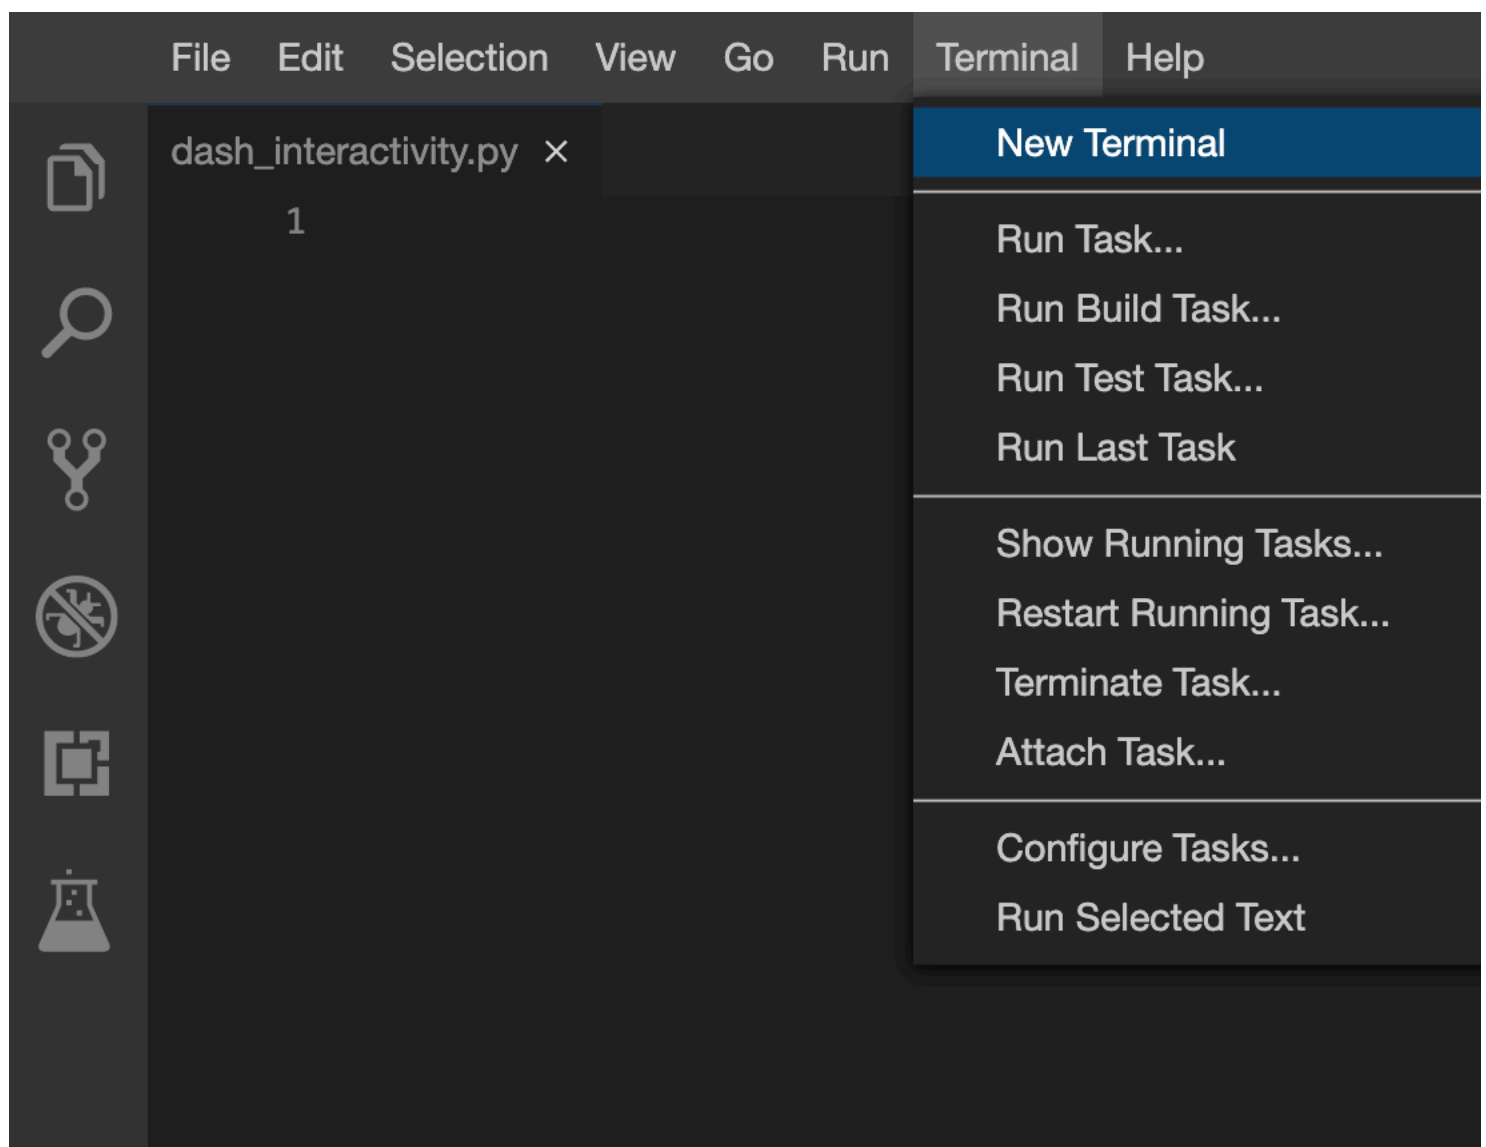 File Edit Selection View Go Run Terminal Help
dash_interactivity.py ×
1
New Terminal
Run Task...
Run Build Task...
Run Test Task...
Run Last Task
Show Running Tasks...
Restart Running Task...
Terminate Task...
Attach Task...
Configure Tasks...
Run Selected Text